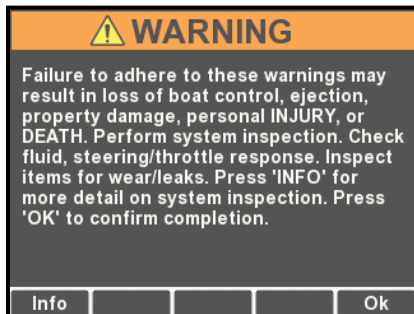 WARNING
Failure to adhere to these warnings may
result in loss of boat control, ejection,
property damage, personal INJURY, or
DEATH. Perform system inspection. Check
fluid, steering/throttle response. Inspect
items for wear/leaks. Press 'INFO' for
more detail on system inspection. Press
'OK' to confirm completion.
Info Ok